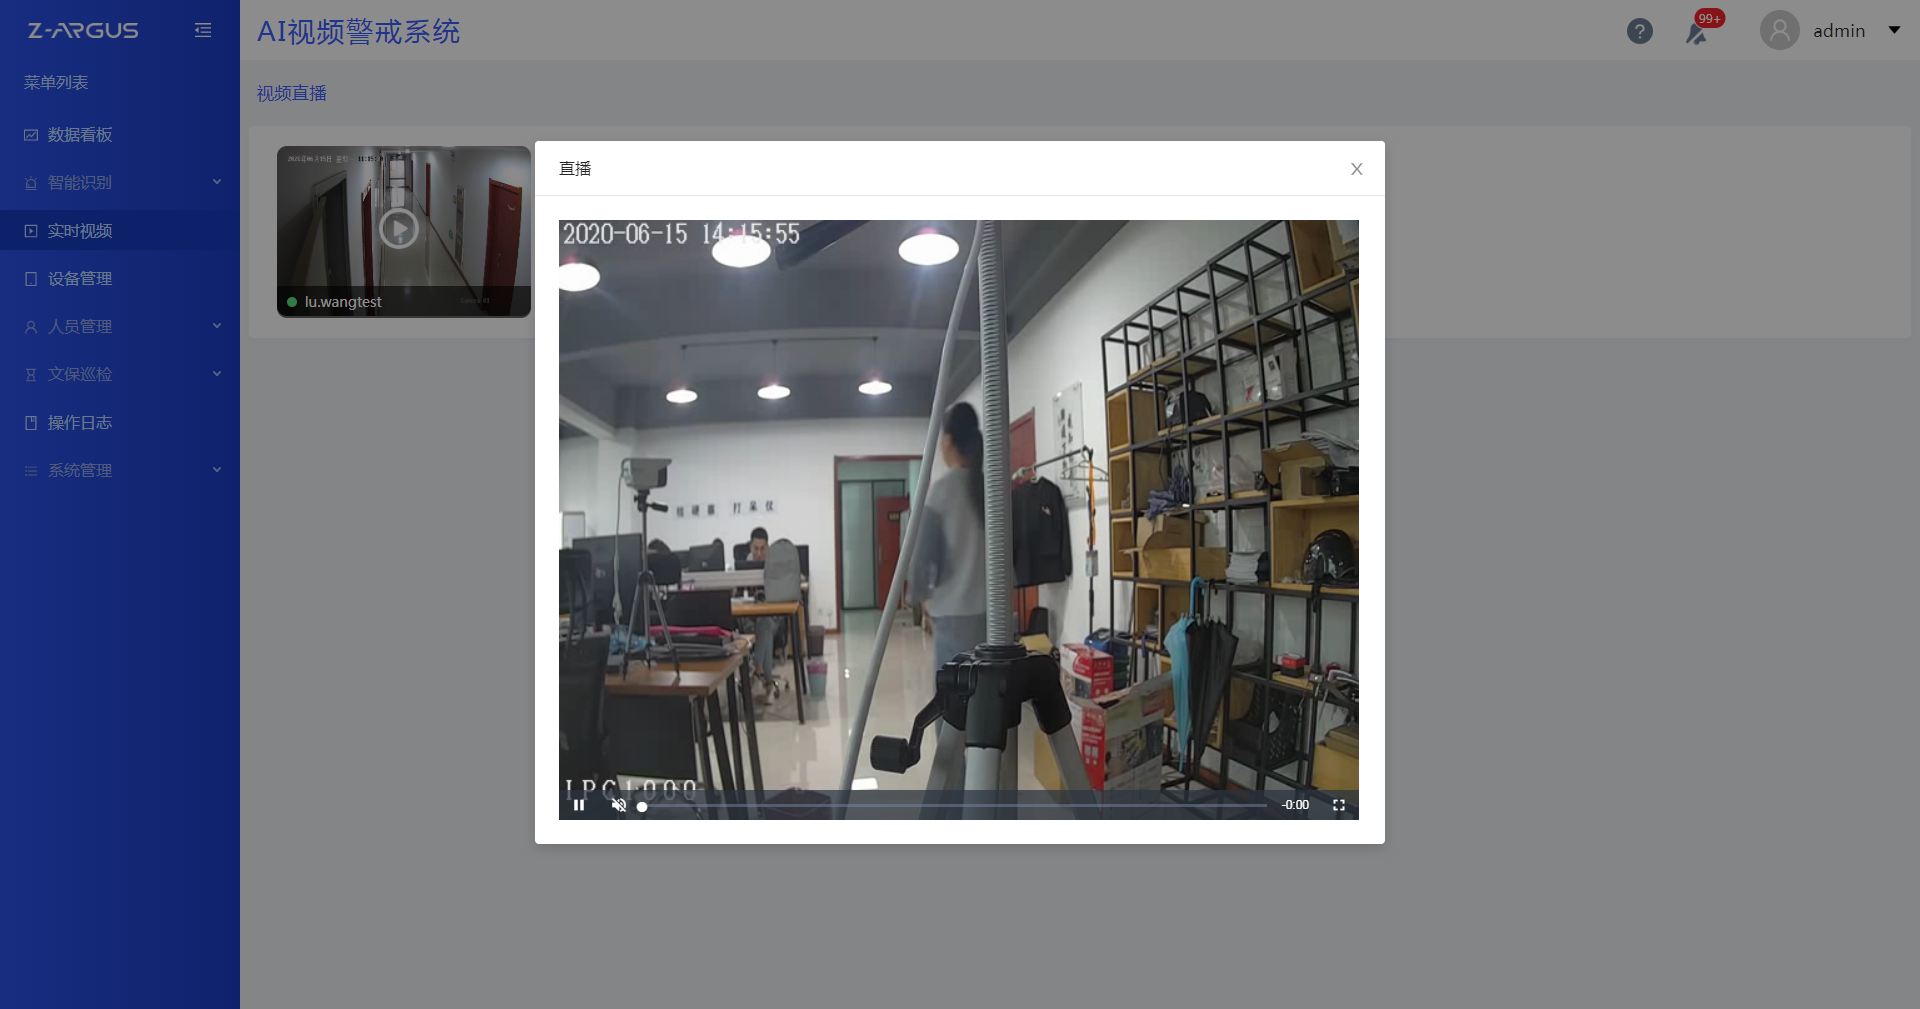 Z-ARGUS
AI视频警戒系统
99+
admin
菜单列表
视频直播
数据看板
智能识别
实时视频
设备管理
人员管理
文保巡检
操作日志
系统管理
lu.wangtest
直播
2020-06-15 14:15:55
IPC1000
-0:00